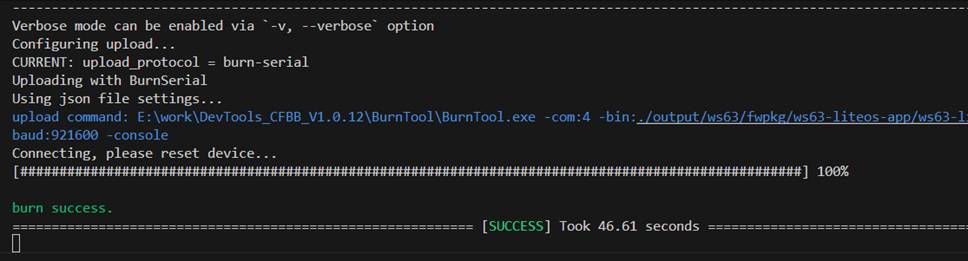 --------------------------------------------------------------------------------------------------------------------------
Verbose mode can be enabled via `-v, --verbose` option
Configuring upload...
CURRENT: upload_protocol = burn-serial
Uploading with BurnSerial
Using json file settings...
upload command: E:\work\DevTools_CFBB_V1.0.12\BurnTool\BurnTool.exe -com:4 -bin:./output/ws63/fwpkg/ws63-liteos-app/ws63-li
baud:921600 -console
Connecting, please reset device...
[####################################################################################################] 100%
burn success.
=========================================================== [SUCCESS] Took 46.61 seconds =================================